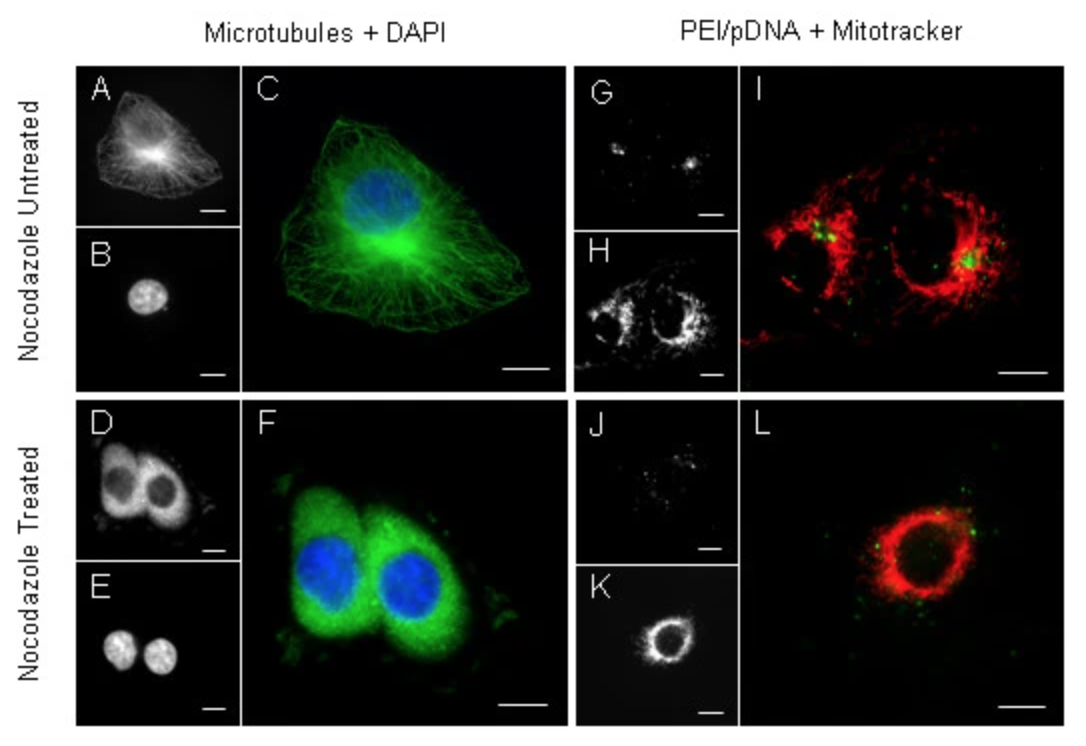 Microtubules + DAPI
PEI/pDNA + Mitotracker
Nocodazole Untreated
A
B
C
G
H
I
Nocodazole Treated
D
E
F
J
K
L